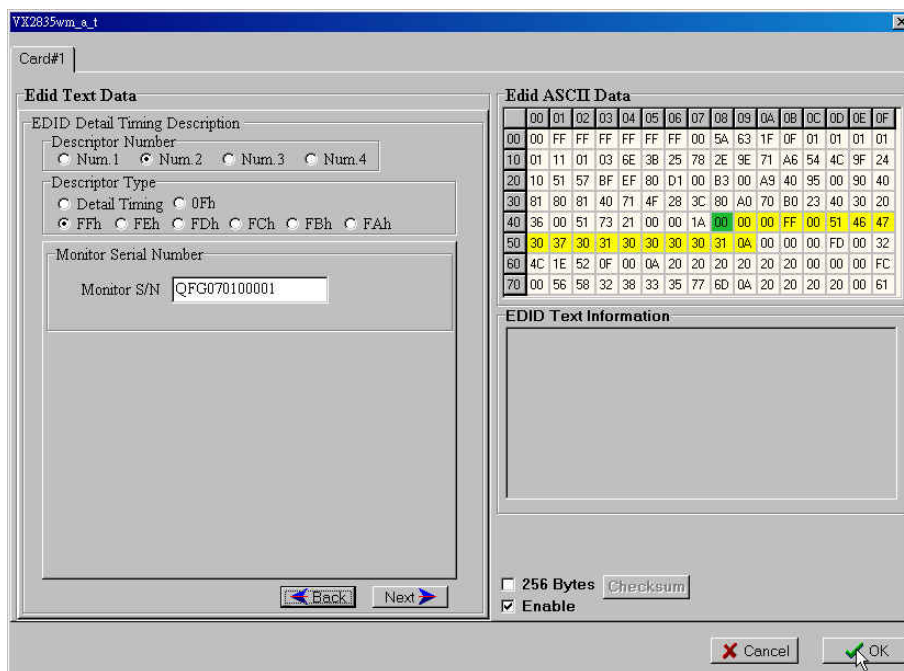 VX2835wm_a_t
Card#1
Edid Text Data
EDID Detail Timing Description
Descriptor Number
Num.1 Num.2 Num.3 Num.4
Descriptor Type
Detail Timing 0Fh
FFh FEh FDh FCh FBh FAh
Monitor Serial Number
Monitor S/N QFG070100001
Back Next
Edid ASCII Data
00 01 02 03 04 05 06 07 08 09 0A 0B 0C 0D 0E 0F
00 00 FF FF FF FF FF FF 00 5A 63 1F 0F 01 01 01 01
10 01 11 01 03 6E 3B 25 78 2E 9E 71 A6 54 4C 9F 24
20 10 51 57 BF EF 80 D1 00 B3 00 A9 40 95 00 90 40
30 81 80 81 40 71 4F 28 3C 80 A0 70 B0 23 40 30 20
40 36 00 51 73 21 00 00 1A 00 00 00 FF 00 51 46 47
50 30 37 30 31 30 30 30 30 31 0A 00 00 00 FD 00 32
60 4C 1E 52 0F 00 0A 20 20 20 20 20 20 00 00 00 FC
70 00 56 58 32 38 33 35 77 6D 0A 20 20 20 20 00 61
EDID Text Information
256 Bytes Checksum
Enable
Cancel OK